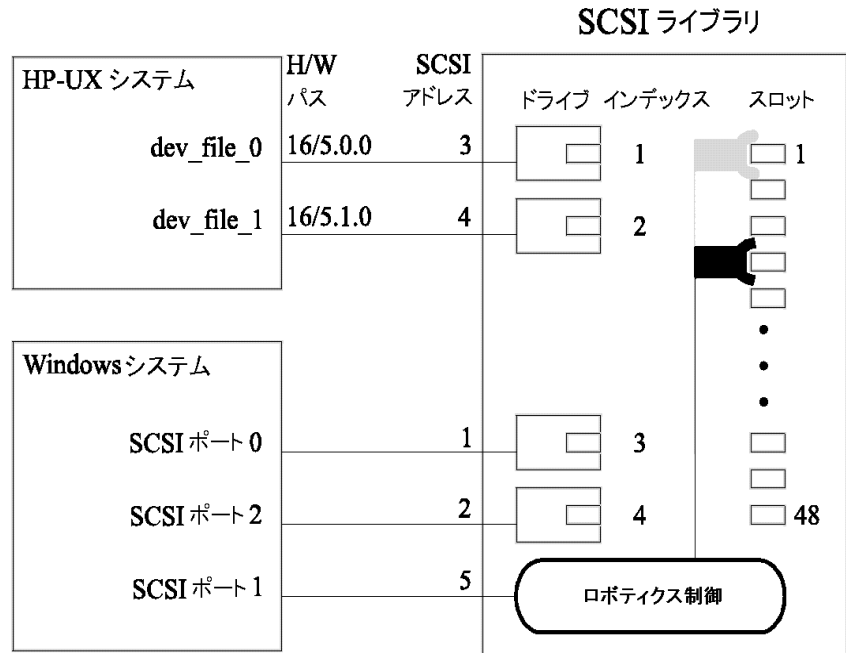 SCSI ライブラリ
HP-UX システム
H/W
パス
SCSI
アドレス
ドライブ インデックス スロット
dev_file_0 16/5.0.0 3 1 1
dev_file_1 16/5.1.0 4 2
Windowsシステム
SCSI ポート 0 1 3
SCSI ポート 2 2 4 48
SCSI ポート 1 5
ロボティクス制御